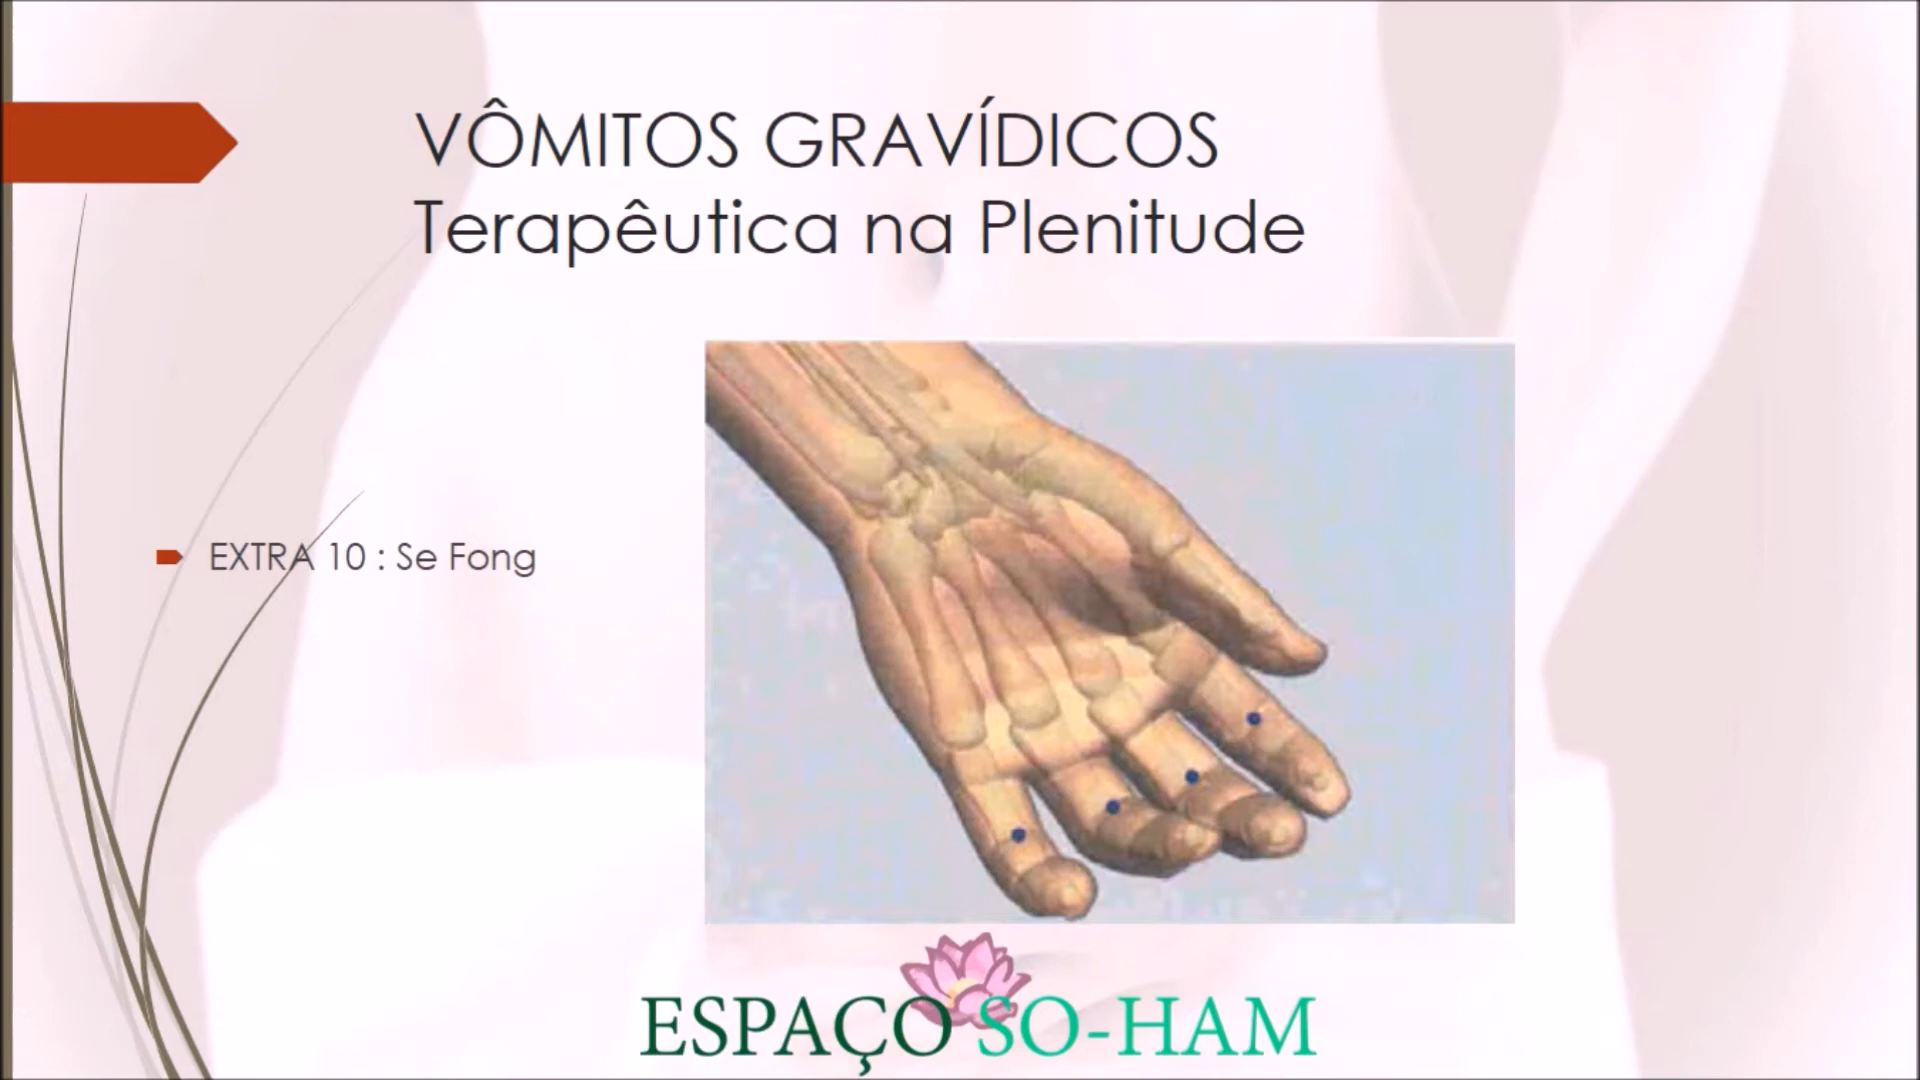 VÔMITOS GRAVÍDICOS
Terapêutica na Plenitude
EXTRA 10 : Se Fong
ESPAÇO SO-HAM